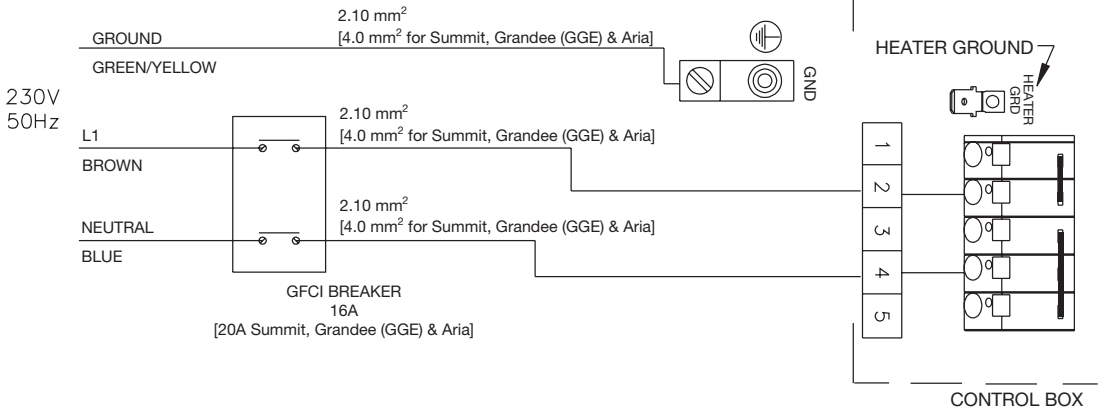 2.10 mm²
GROUND
[4.0 mm² for Summit, Grandee (GGE) & Aria]
GREEN/YELLOW
GND
HEATER GROUND
HEATER
GRD
230V
50Hz
2.10 mm²
L1
[4.0 mm² for Summit, Grandee (GGE) & Aria]
BROWN
2.10 mm²
NEUTRAL
[4.0 mm² for Summit, Grandee (GGE) & Aria]
BLUE
GFCI BREAKER
16A
[20A Summit, Grandee (GGE) & Aria]
1
2
3
4
5
CONTROL BOX